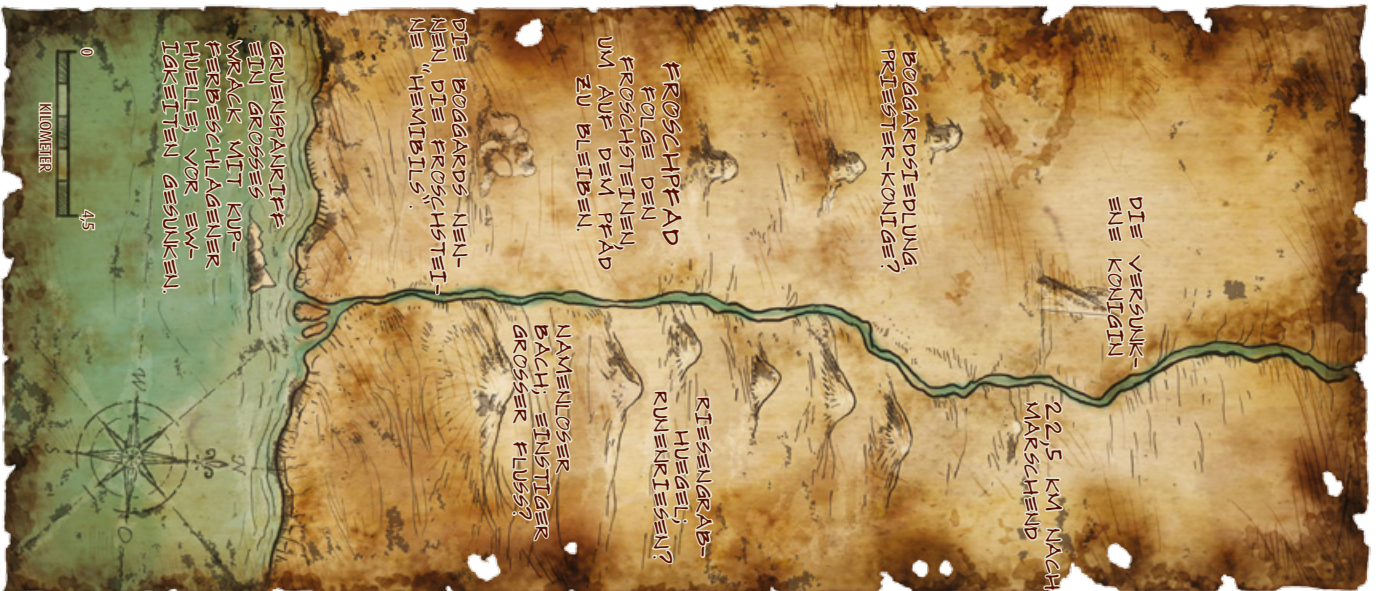 DIE VERSUNK-
ENE KONIGIN
22,5 KM NACH
MARSCHEND
BOGGARDSIEDLUNG.
PRIESTER-KONIGE?
FROSCHPFAD
FOLGE DEN
FROSCHSTEINEN,
UM AUF DEM PFAD
ZU BLEIBEN
RIESENGRAB-
HUEGEL;
RUNENRIESEN?
NAMENLOSER
BACH; EINSTIGER
GROSSER FLUSS?
DIE BOGGARDS NEN-
NEN DIE FROSCHSTEI-
NE "HEMIBILS".
GRUENSPANRIFF
EIN GROSSES
WRACK MIT KUP-
FERBESCHLAGENER
HUELLE; VOR EW-
IGKEITEN GESUNKEN.
0 4,5
KILOMETER
N
W O
S